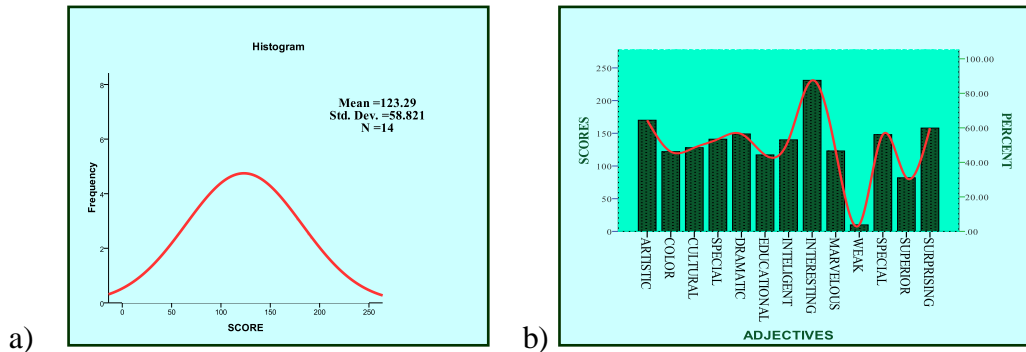 Histogram
Mean =123.29
Std. Dev. =58.821
N =14
Frequency
8
6
4
2
0
0 50 100 150 200 250
SCORE
a)
SCORES
250
200
150
100
50
0
PERCENT
100.00
80.00
60.00
40.00
20.00
.00
ARTISTIC
COLOR
CULTURAL
SPECIAL
DRAMATIC
EDUCATIONAL
INTELIGENT
INTERESTING
MARVELOUS
WEAK
SPECIAL
SUPERIOR
SURPRISING
ADJECTIVES
b)